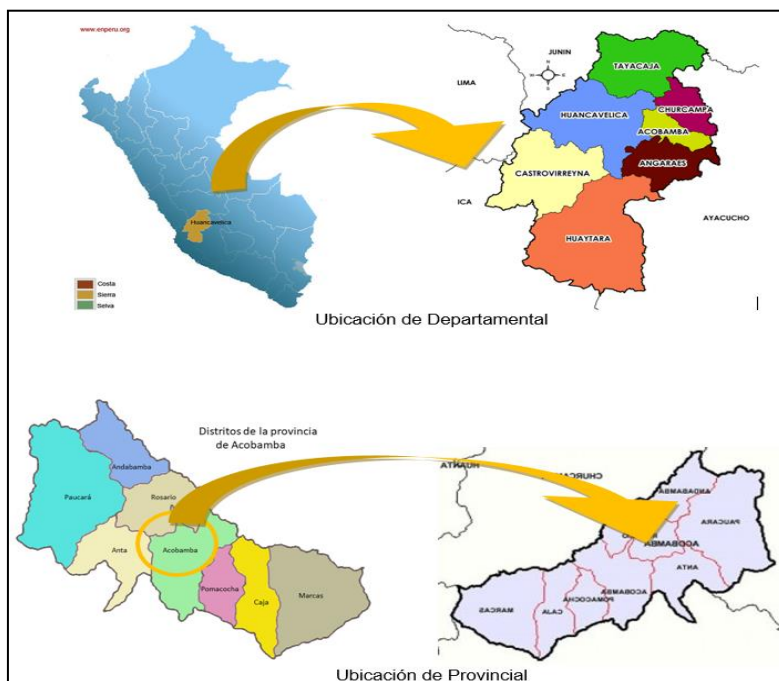 www.enperu.org
Huancavelica
Costa
Sierra
Selva
JUNIN
LIMA
TAYACAJA
CHURCAMPA
HUANCAVELICA
ACOBAMBA
ANGARAES
CASTROVIRREYNA
ICA
AYACUCHO
HUAYTARA
Ubicación de Departamental
Distritos de la provincia
de Acobamba
Andabamba
Paucará
Rosario
Anta
Acobamba
Pomacocha
Caja
Marcas
HUANTA
ANDABAMBA
PAUCARA
ACOBAMBA
ANTA
ACOBAMBA
POMACOCHA
CAJA
MARCAS
Ubicación de Provincial